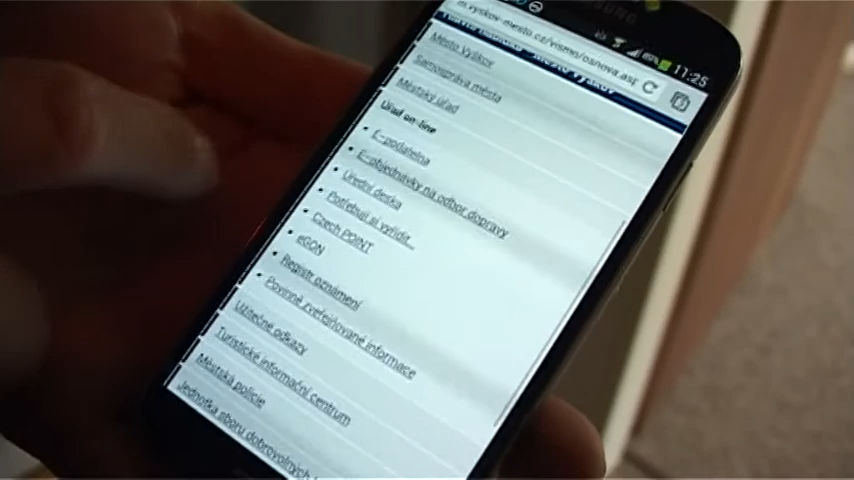 SAMSUNG
11:25
m.vyskov-mesto.cz/vismo/osnova.asp
Město Vyškov
Samospráva města
Městský úřad
Úřad on-line
E-podatelna
E-objednávky na odbor dopravy
Úřední deska
Potřebuji si vyřídit...
Czech POINT
eGON
Registr oznámení
Povinně zveřejňované informace
Užitečné odkazy
Turistické informační centrum
Městská policie
Jednotka sboru dobrovolných